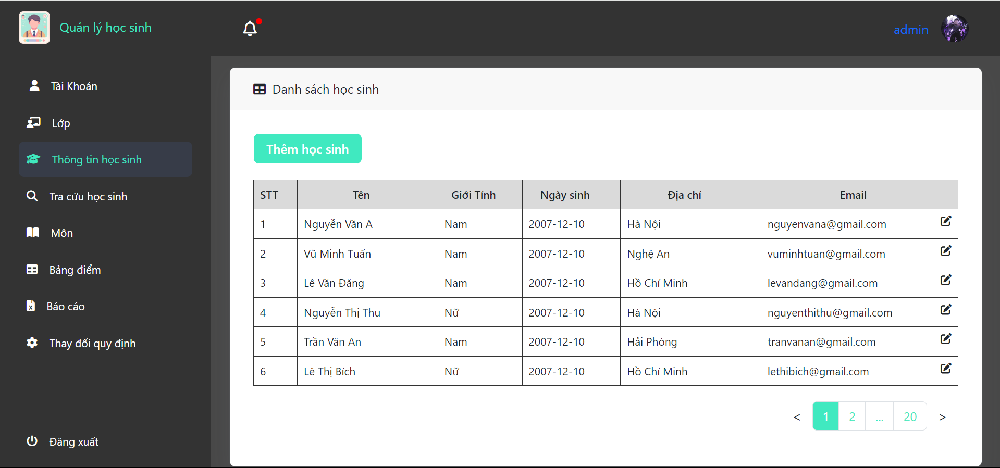 Quản lý học sinh
admin
Tài Khoản
Lớp
Thông tin học sinh
Tra cứu học sinh
Môn
Bảng điểm
Báo cáo
Thay đổi quy định
Đăng xuất
Danh sách học sinh
Thêm học sinh
STT Tên Giới Tính Ngày sinh Địa chỉ Email
1 Nguyễn Văn A Nam 2007-12-10 Hà Nội nguyenvana@gmail.com
2 Vũ Minh Tuấn Nam 2007-12-10 Nghệ An vuminhtuan@gmail.com
3 Lê Văn Đăng Nam 2007-12-10 Hồ Chí Minh levandang@gmail.com
4 Nguyễn Thị Thu Nữ 2007-12-10 Hà Nội nguyenthithu@gmail.com
5 Trần Văn An Nam 2007-12-10 Hải Phòng tranvanan@gmail.com
6 Lê Thị Bích Nữ 2007-12-10 Hồ Chí Minh lethibich@gmail.com
< 1 2 ... 20 >